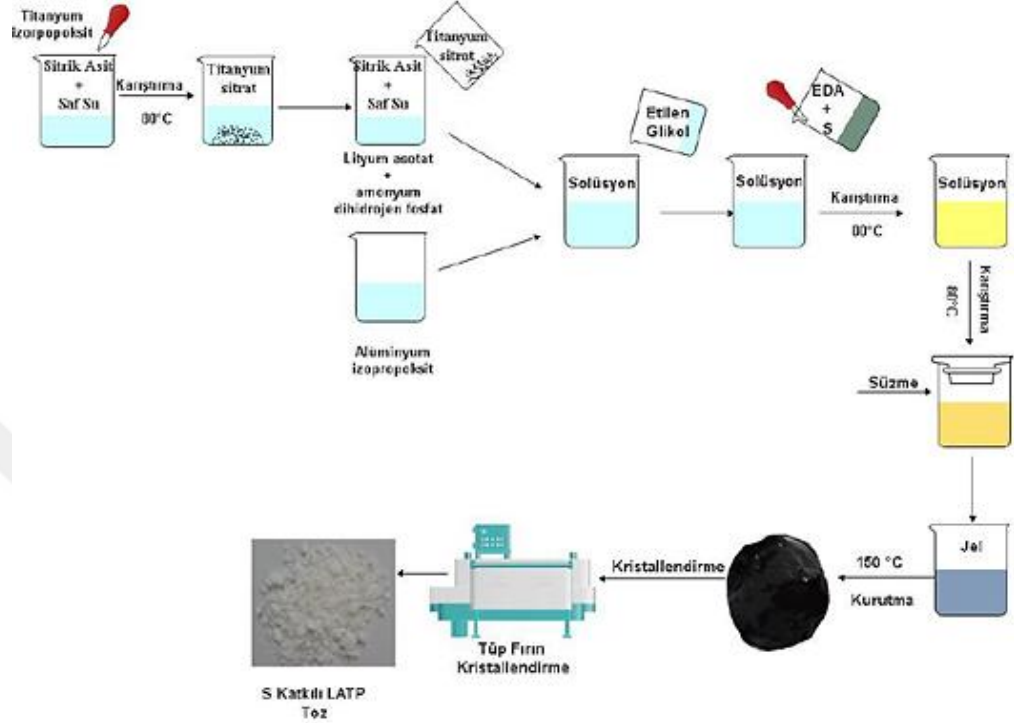 Titanyum
izorpopoksit
Sitrik Asit
+
Saf Su
Karıştırma
80°C
Titanyum
sitrat
Sitrik Asit
+
Saf Su
Titanyum
sitrat
Lityum asotat
+
amonyum
dihidrojen fosfat
Alüminyum
izopropoksit
Solüsyon
Etilen
Glikol
Solüsyon
EDA
+
S
Karıştırma
80°C
Solüsyon
Karıştırma
80°C
Süzme
Jel
150 °C
Kurutma
Kristallendirme
Tüp Fırın
Kristallendirme
S Katkılı LATP
Toz